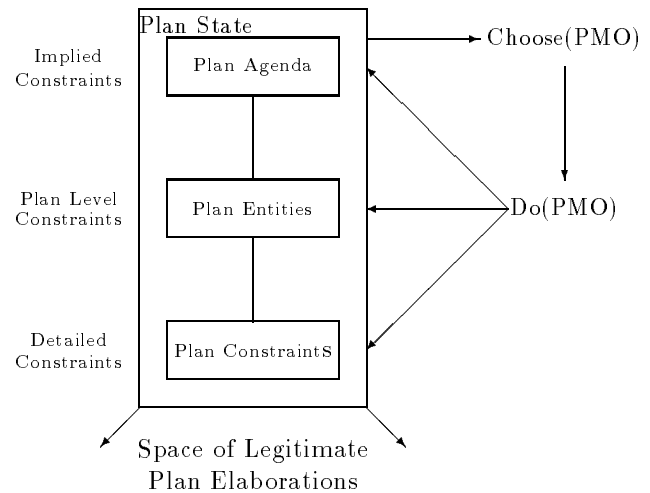 Plan State
Implied
Constraints
Plan Agenda
Choose(PMO)
Plan Level
Constraints
Plan Entities
Do(PMO)
Detailed
Constraints
Plan Constraints
Space of Legitimate
Plan Elaborations